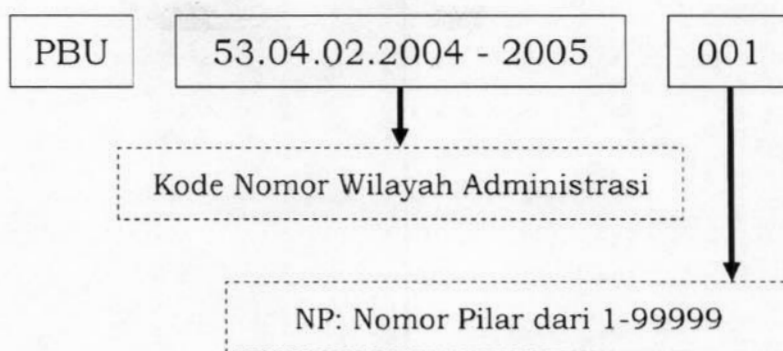 PBU 53.04.02.2004 - 2005 001
Kode Nomor Wilayah Administrasi
NP: Nomor Pilar dari 1-99999